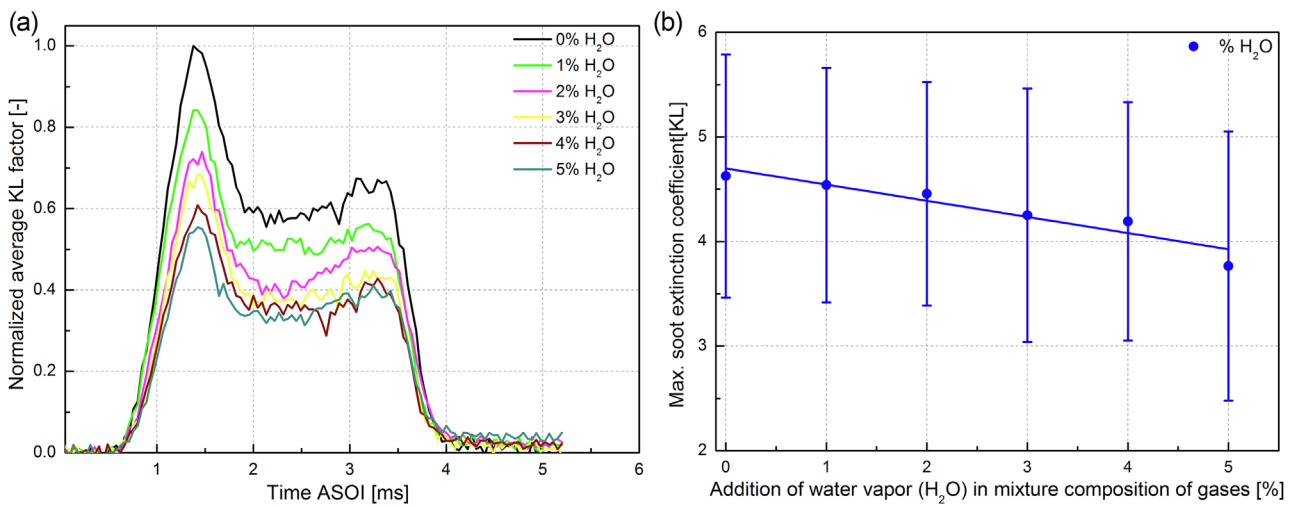 (a)
Normalized average KL factor [-]
1.0
0.8
0.6
0.4
0.2
0.0
0% H₂O
1% H₂O
2% H₂O
3% H₂O
4% H₂O
5% H₂O
1 2 3 4 5 6
Time ASOI [ms]
(b)
Max. soot extinction coefficient[KL]
6
5
4
3
2
% H₂O
0 1 2 3 4 5
Addition of water vapor (H₂O) in mixture composition of gases [%]